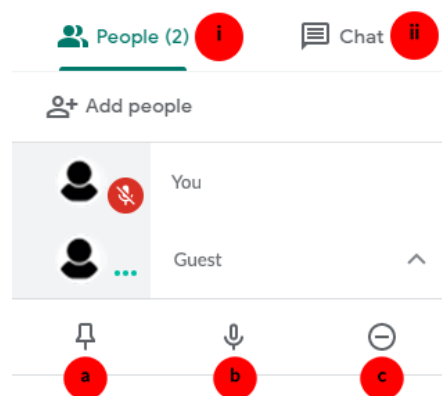 People (2) i Chat ii
Add people
You
Guest
a b c